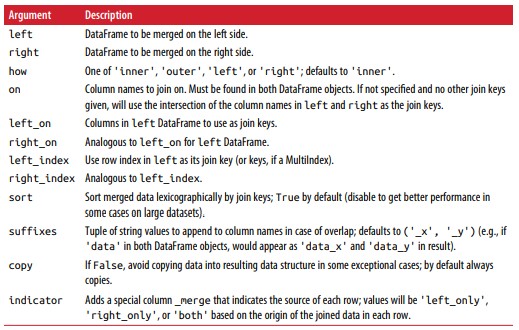 Argument Description
left DataFrame to be merged on the left side.
right DataFrame to be merged on the right side.
how One of 'inner', 'outer', 'left', or 'right'; defaults to 'inner'.
on Column names to join on. Must be found in both DataFrame objects. If not specified and no other join keys
given, will use the intersection of the column names in left and right as the join keys.
left_on Columns in left DataFrame to use as join keys.
right_on Analogous to left_on for left DataFrame.
left_index Use row index in left as its join key (or keys, if a MultiIndex).
right_index Analogous to left_index.
sort Sort merged data lexicographically by join keys; True by default (disable to get better performance in
some cases on large datasets).
suffixes Tuple of string values to append to column names in case of overlap; defaults to ('_x', '_y') (e.g., if
'data' in both DataFrame objects, would appear as 'data_x' and 'data_y' in result).
copy If False, avoid copying data into resulting data structure in some exceptional cases; by default always
copies.
indicator Adds a special column _merge that indicates the source of each row; values will be 'left_only',
'right_only', or 'both' based on the origin of the joined data in each row.